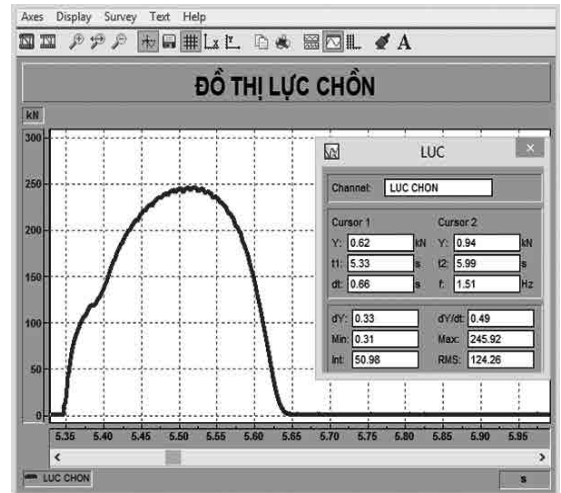 Axes Display Survey Text Help
A
ĐỒ THỊ LỰC CHỒN
kN
300
250
200
150
100
50
0
5.35 5.40 5.45 5.50 5.55 5.60 5.65 5.70 5.75 5.80 5.85 5.90 5.95
LUC CHON
s
LUC
Channel: LUC CHON
Cursor 1 Cursor 2
Y: 0.62 kN Y: 0.94 kN
t1: 5.33 s t2: 5.99 s
dt: 0.66 s f: 1.51 Hz
dY: 0.33 dY/dt: 0.49
Min: 0.31 Max: 245.92
Int: 50.98 RMS: 124.26